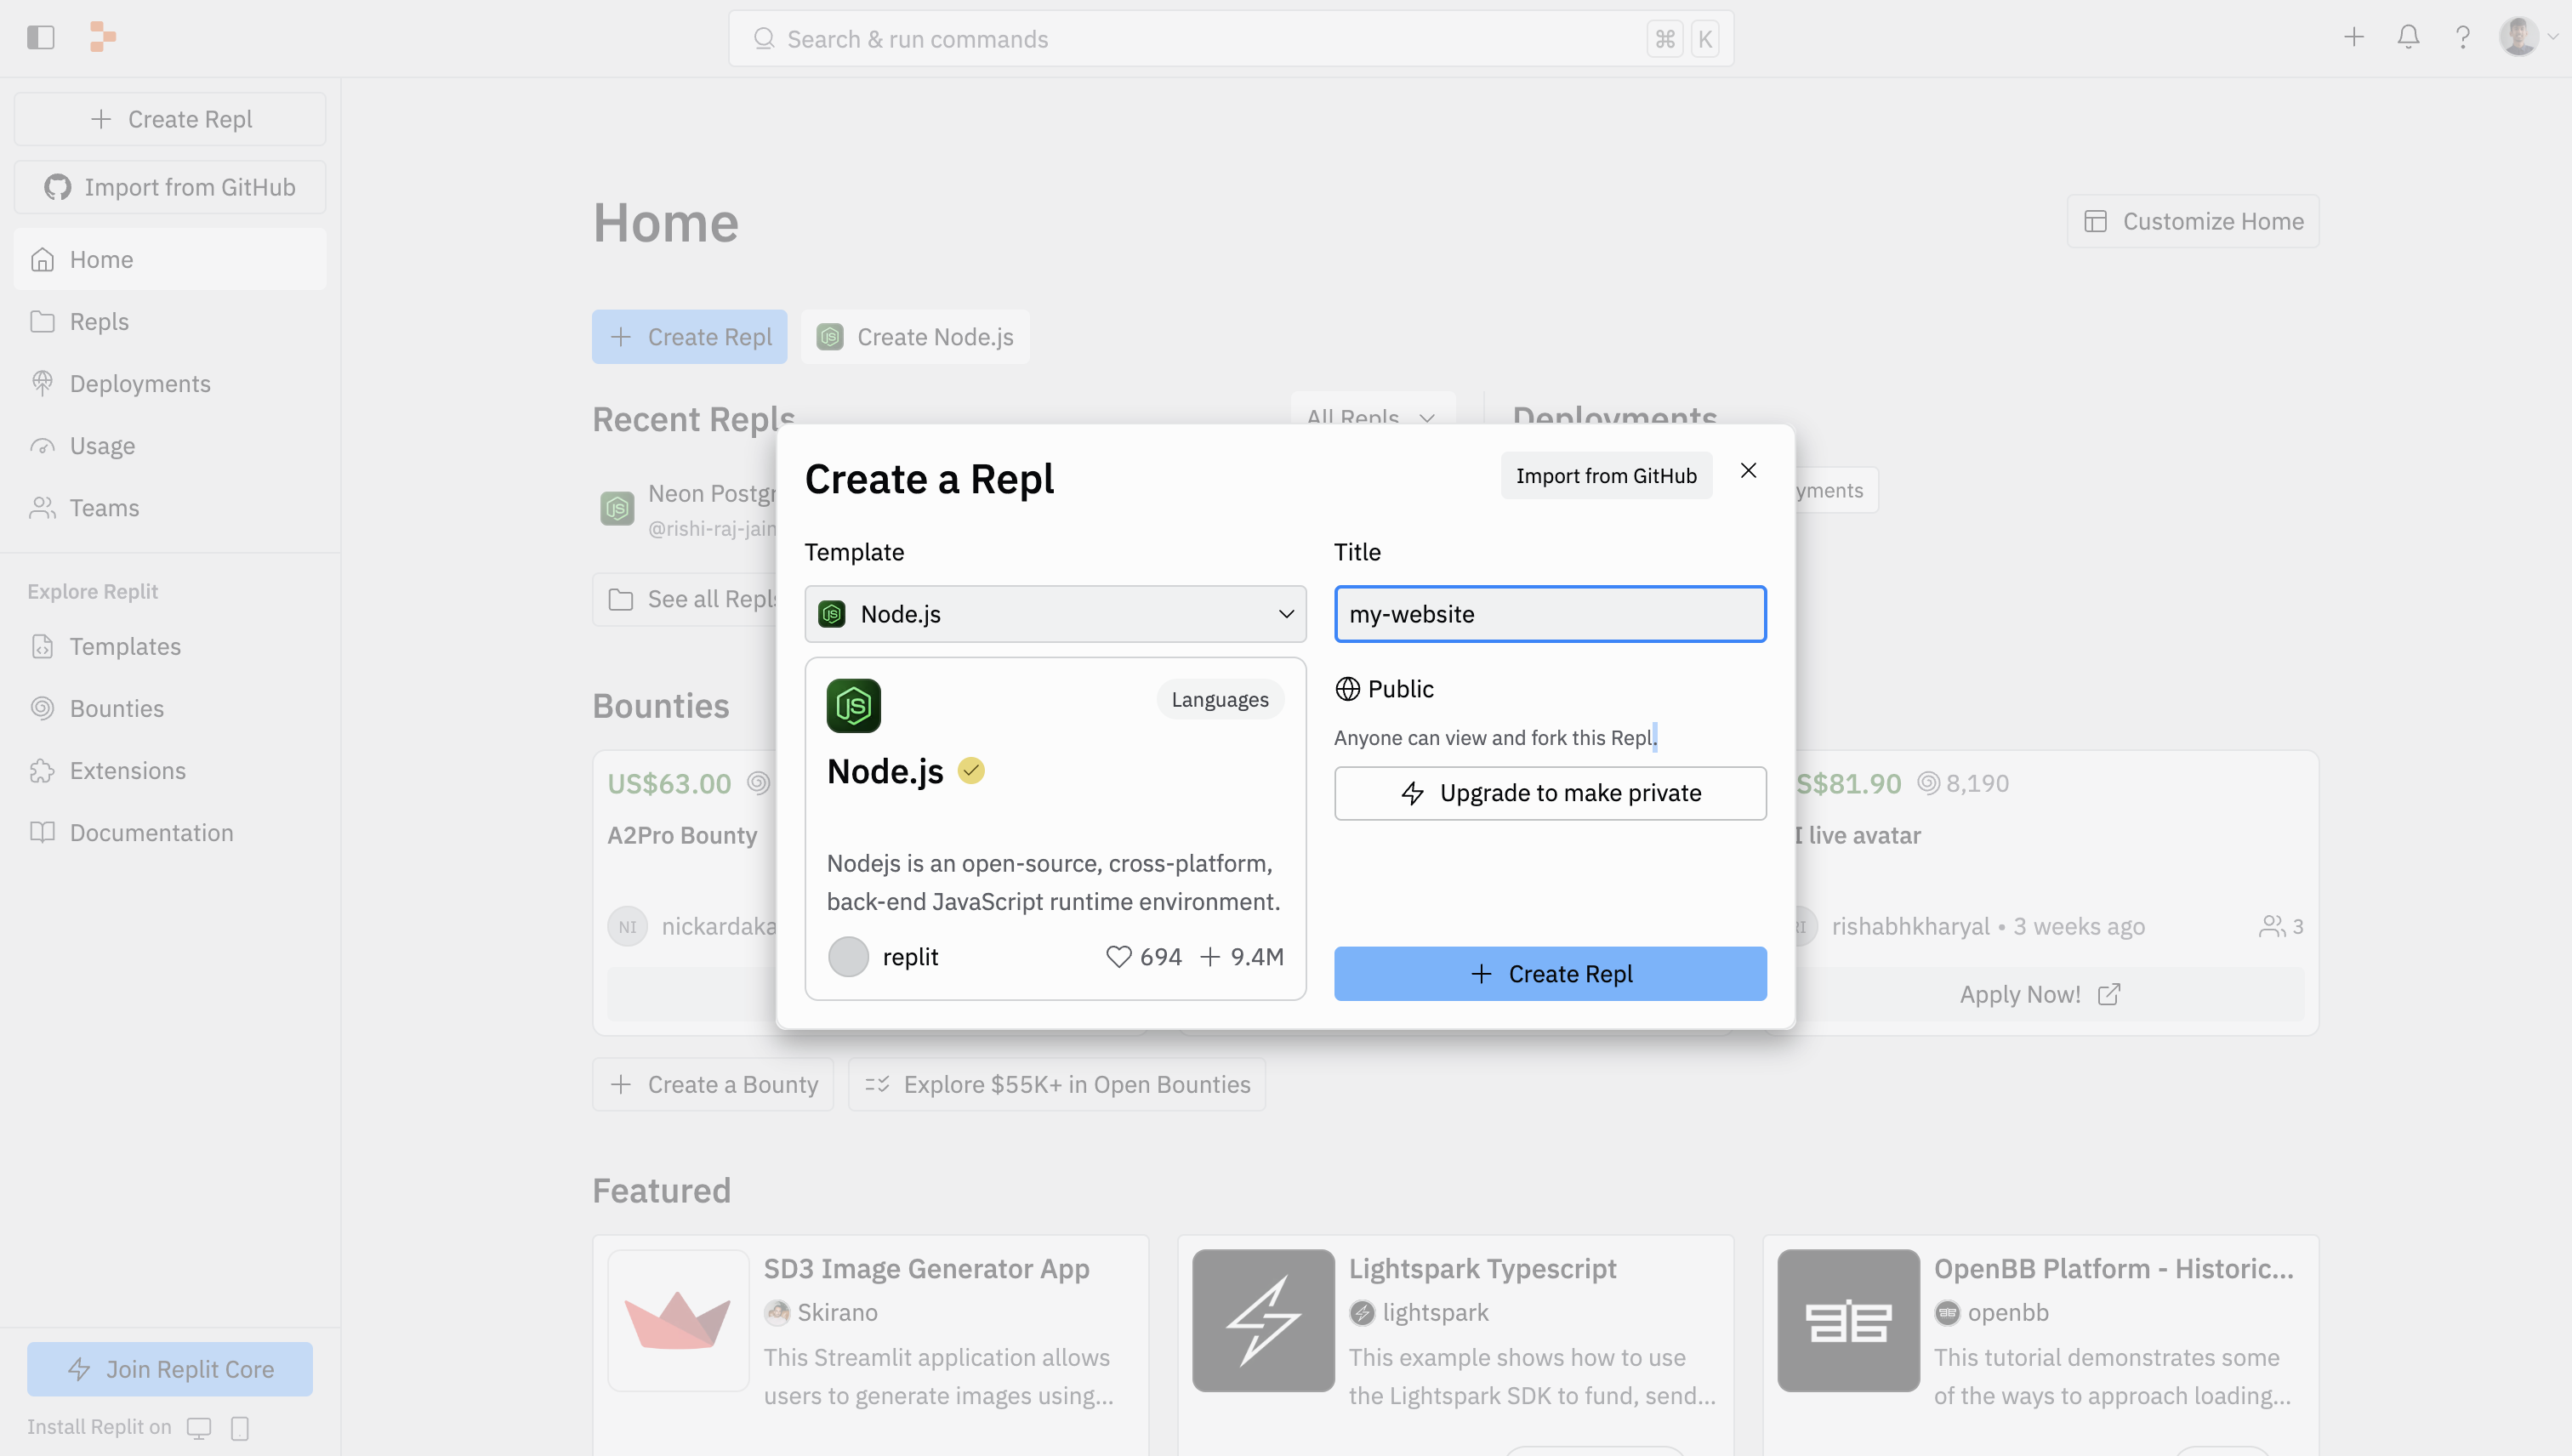 Search & run commands
⌘ K
Create Repl
Import from GitHub
Home
Repls
Deployments
Usage
Teams
Explore Replit
Templates
Bounties
Extensions
Documentation
Join Replit Core
Install Replit on
Home
Customize Home
Create Repl
Create Node.js
Recent Repls
All Repls
Deployments
Neon Postgr
@rishi-raj-jain
yments
See all Repls
Create a Repl
Import from GitHub
Template
Node.js
JS
Languages
Node.js
Nodejs is an open-source, cross-platform,
back-end JavaScript runtime environment.
replit
694
9.4M
Title
my-website
Public
Anyone can view and fork this Repl.
Upgrade to make private
Create Repl
Bounties
US$63.00
A2Pro Bounty
NI
nickardaka
S$81.90
8,190
I live avatar
RI
rishabhkharyal • 3 weeks ago
3
Apply Now!
Create a Bounty
Explore $55K+ in Open Bounties
Featured
SD3 Image Generator App
Skirano
This Streamlit application allows
users to generate images using...
Lightspark Typescript
lightspark
This example shows how to use
the Lightspark SDK to fund, send...
OpenBB Platform - Historic...
openbb
This tutorial demonstrates some
of the ways to approach loading...